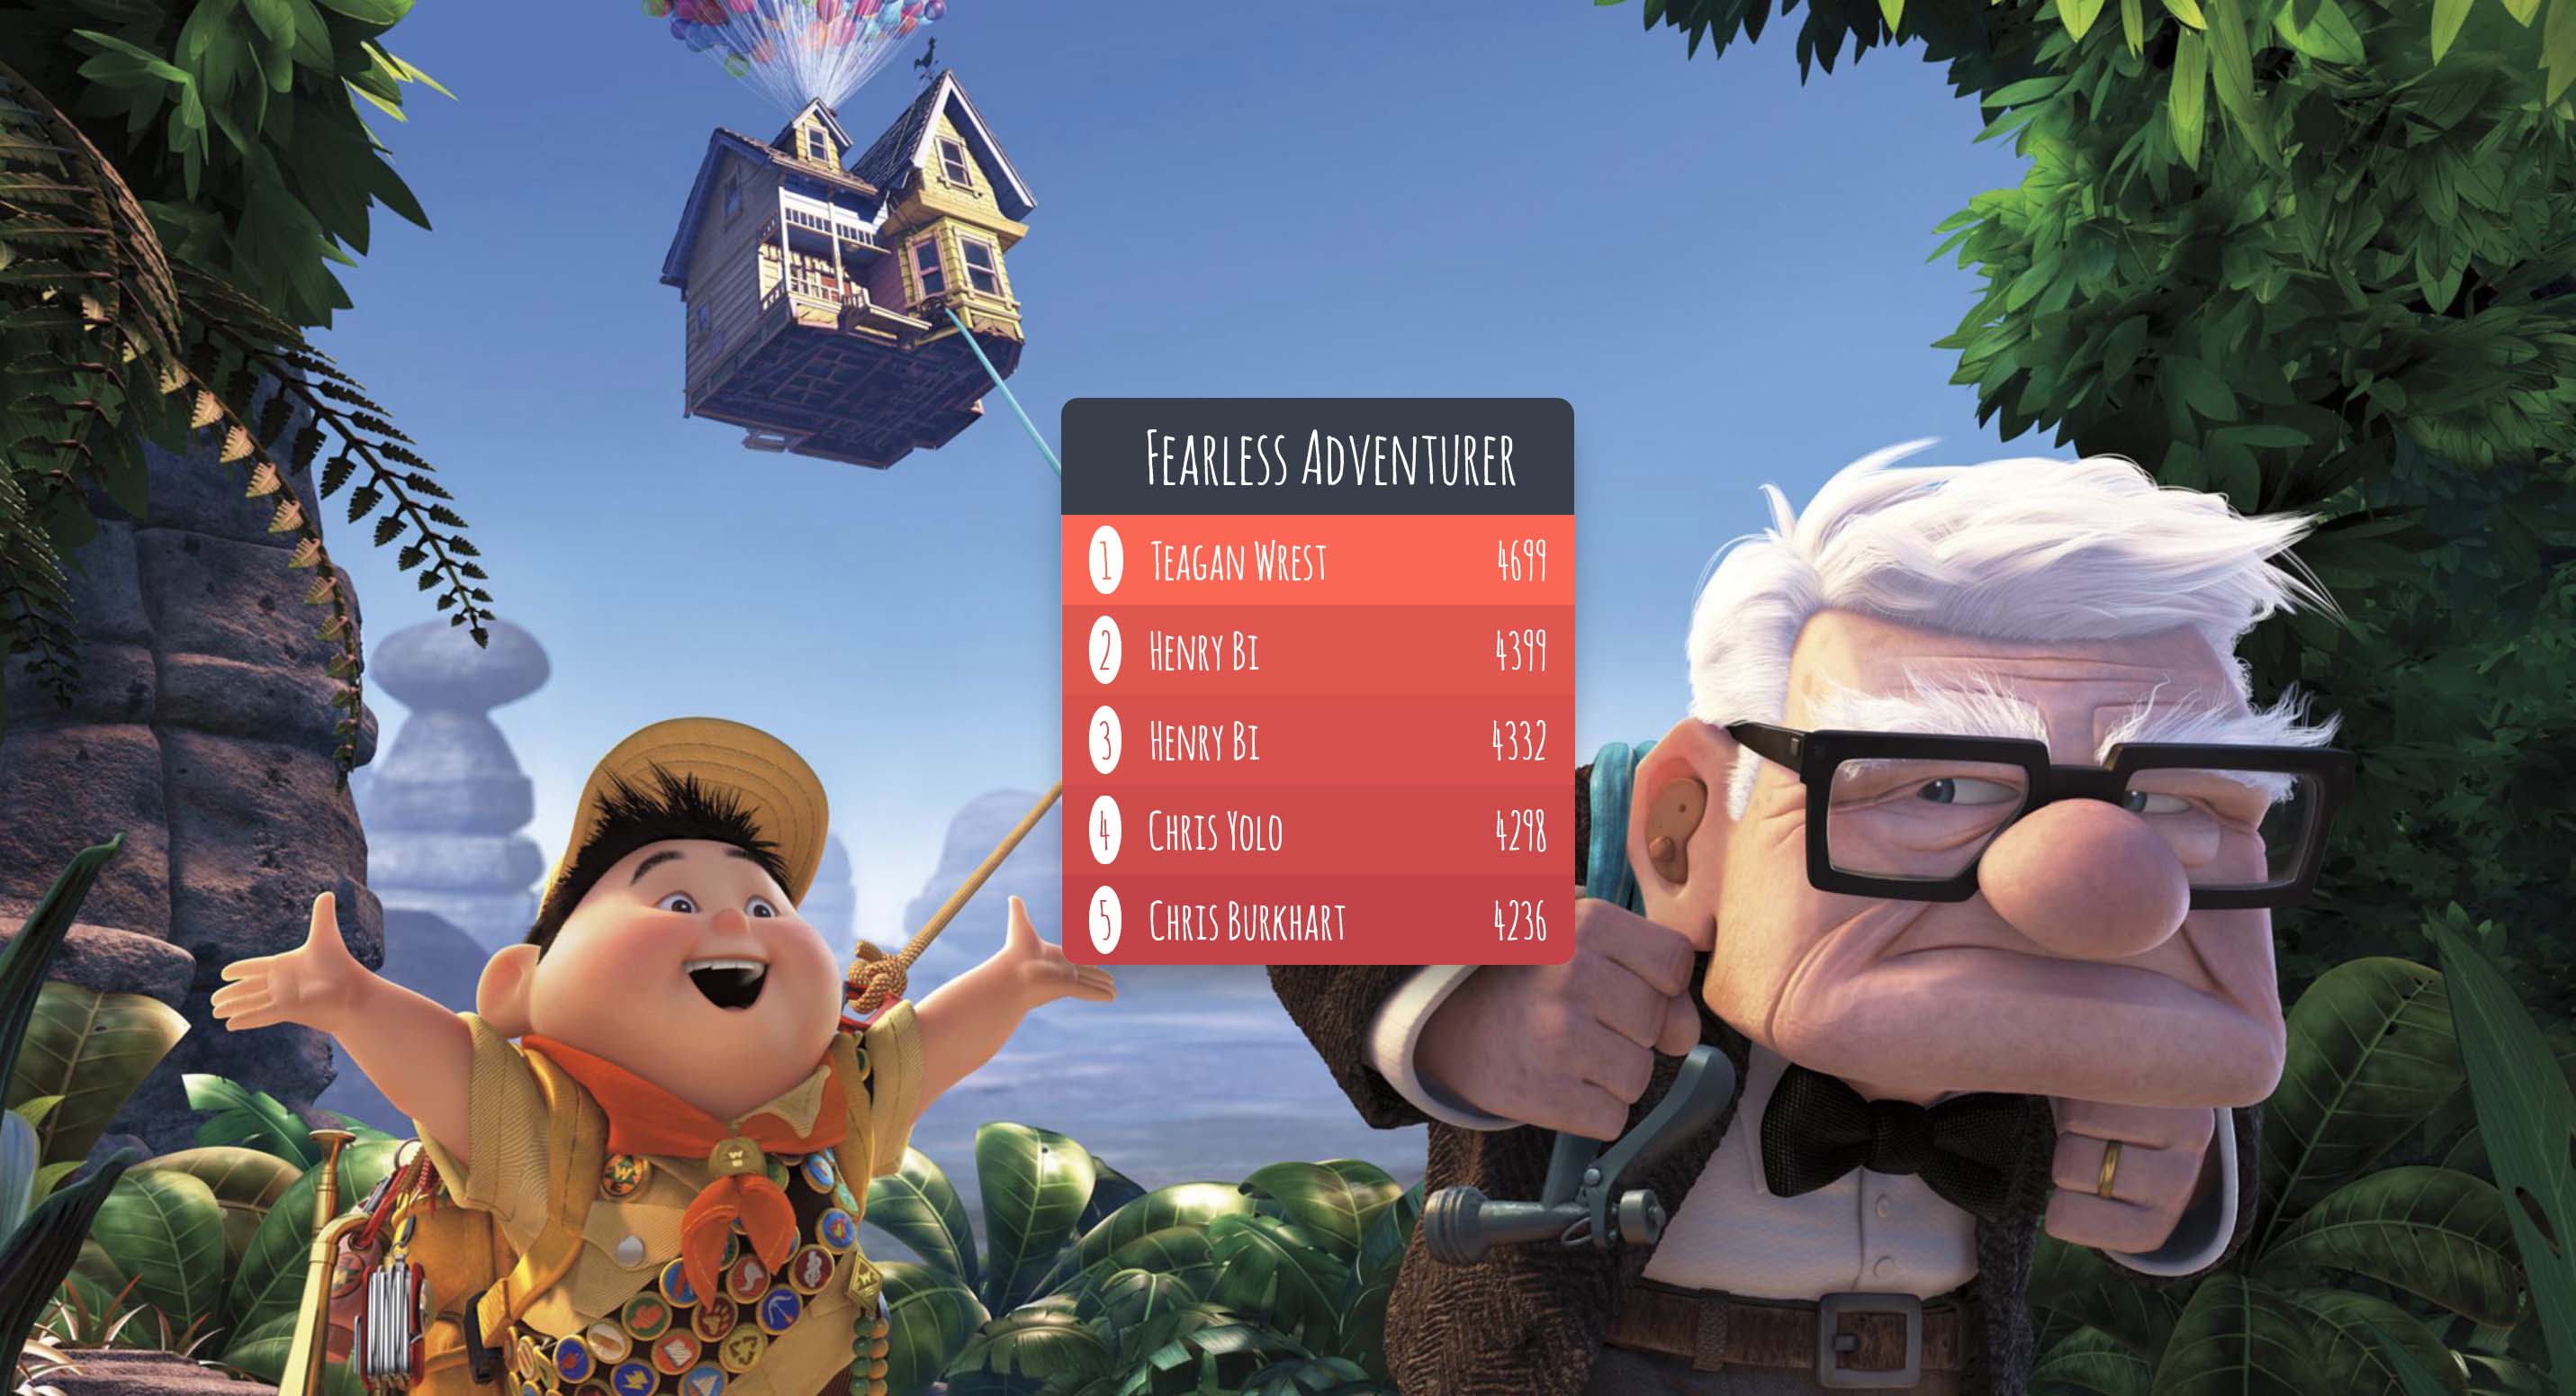 Fearless Adventurer
1 Teagan Wrest 4699
2 Henry Bi 4399
3 Henry Bi 4332
4 Chris Yolo 4298
5 Chris Burkhart 4236